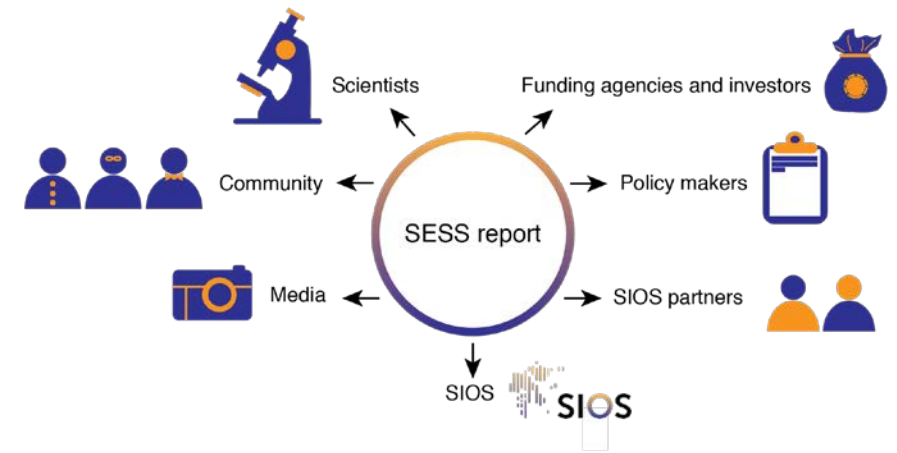 Scientists
Funding agencies and investors
Community
Policy makers
SESS report
Media
SIOS partners
SIOS
SIOS